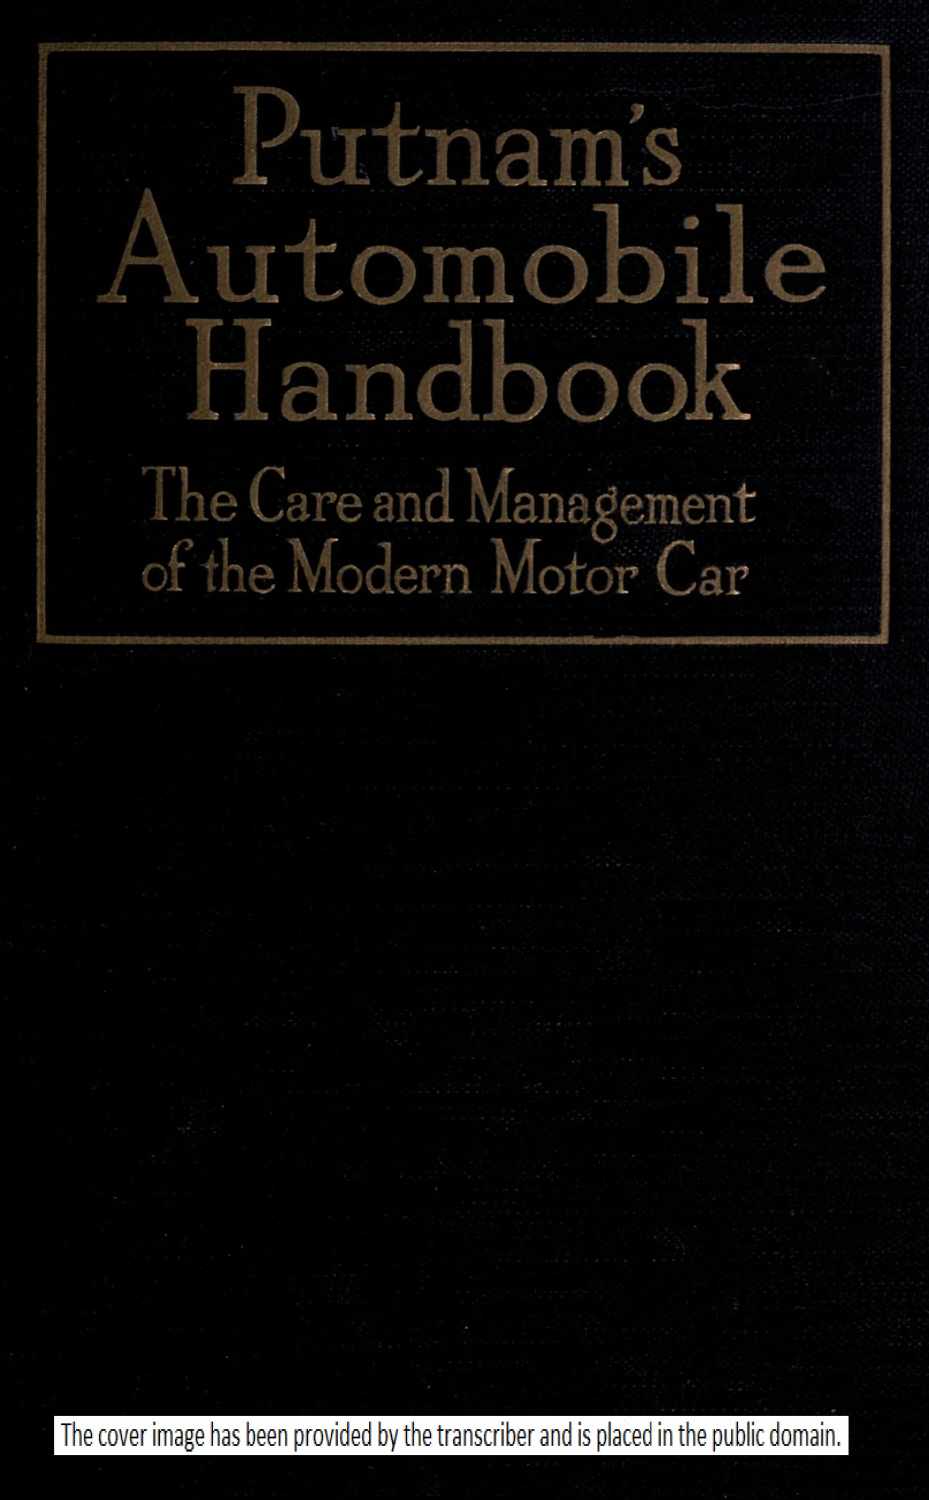 Putnam's
Automobile
Handbook
The Care and Management
of the Modern Motor Car
The cover image has been provided by the transcriber and is placed in the public domain.